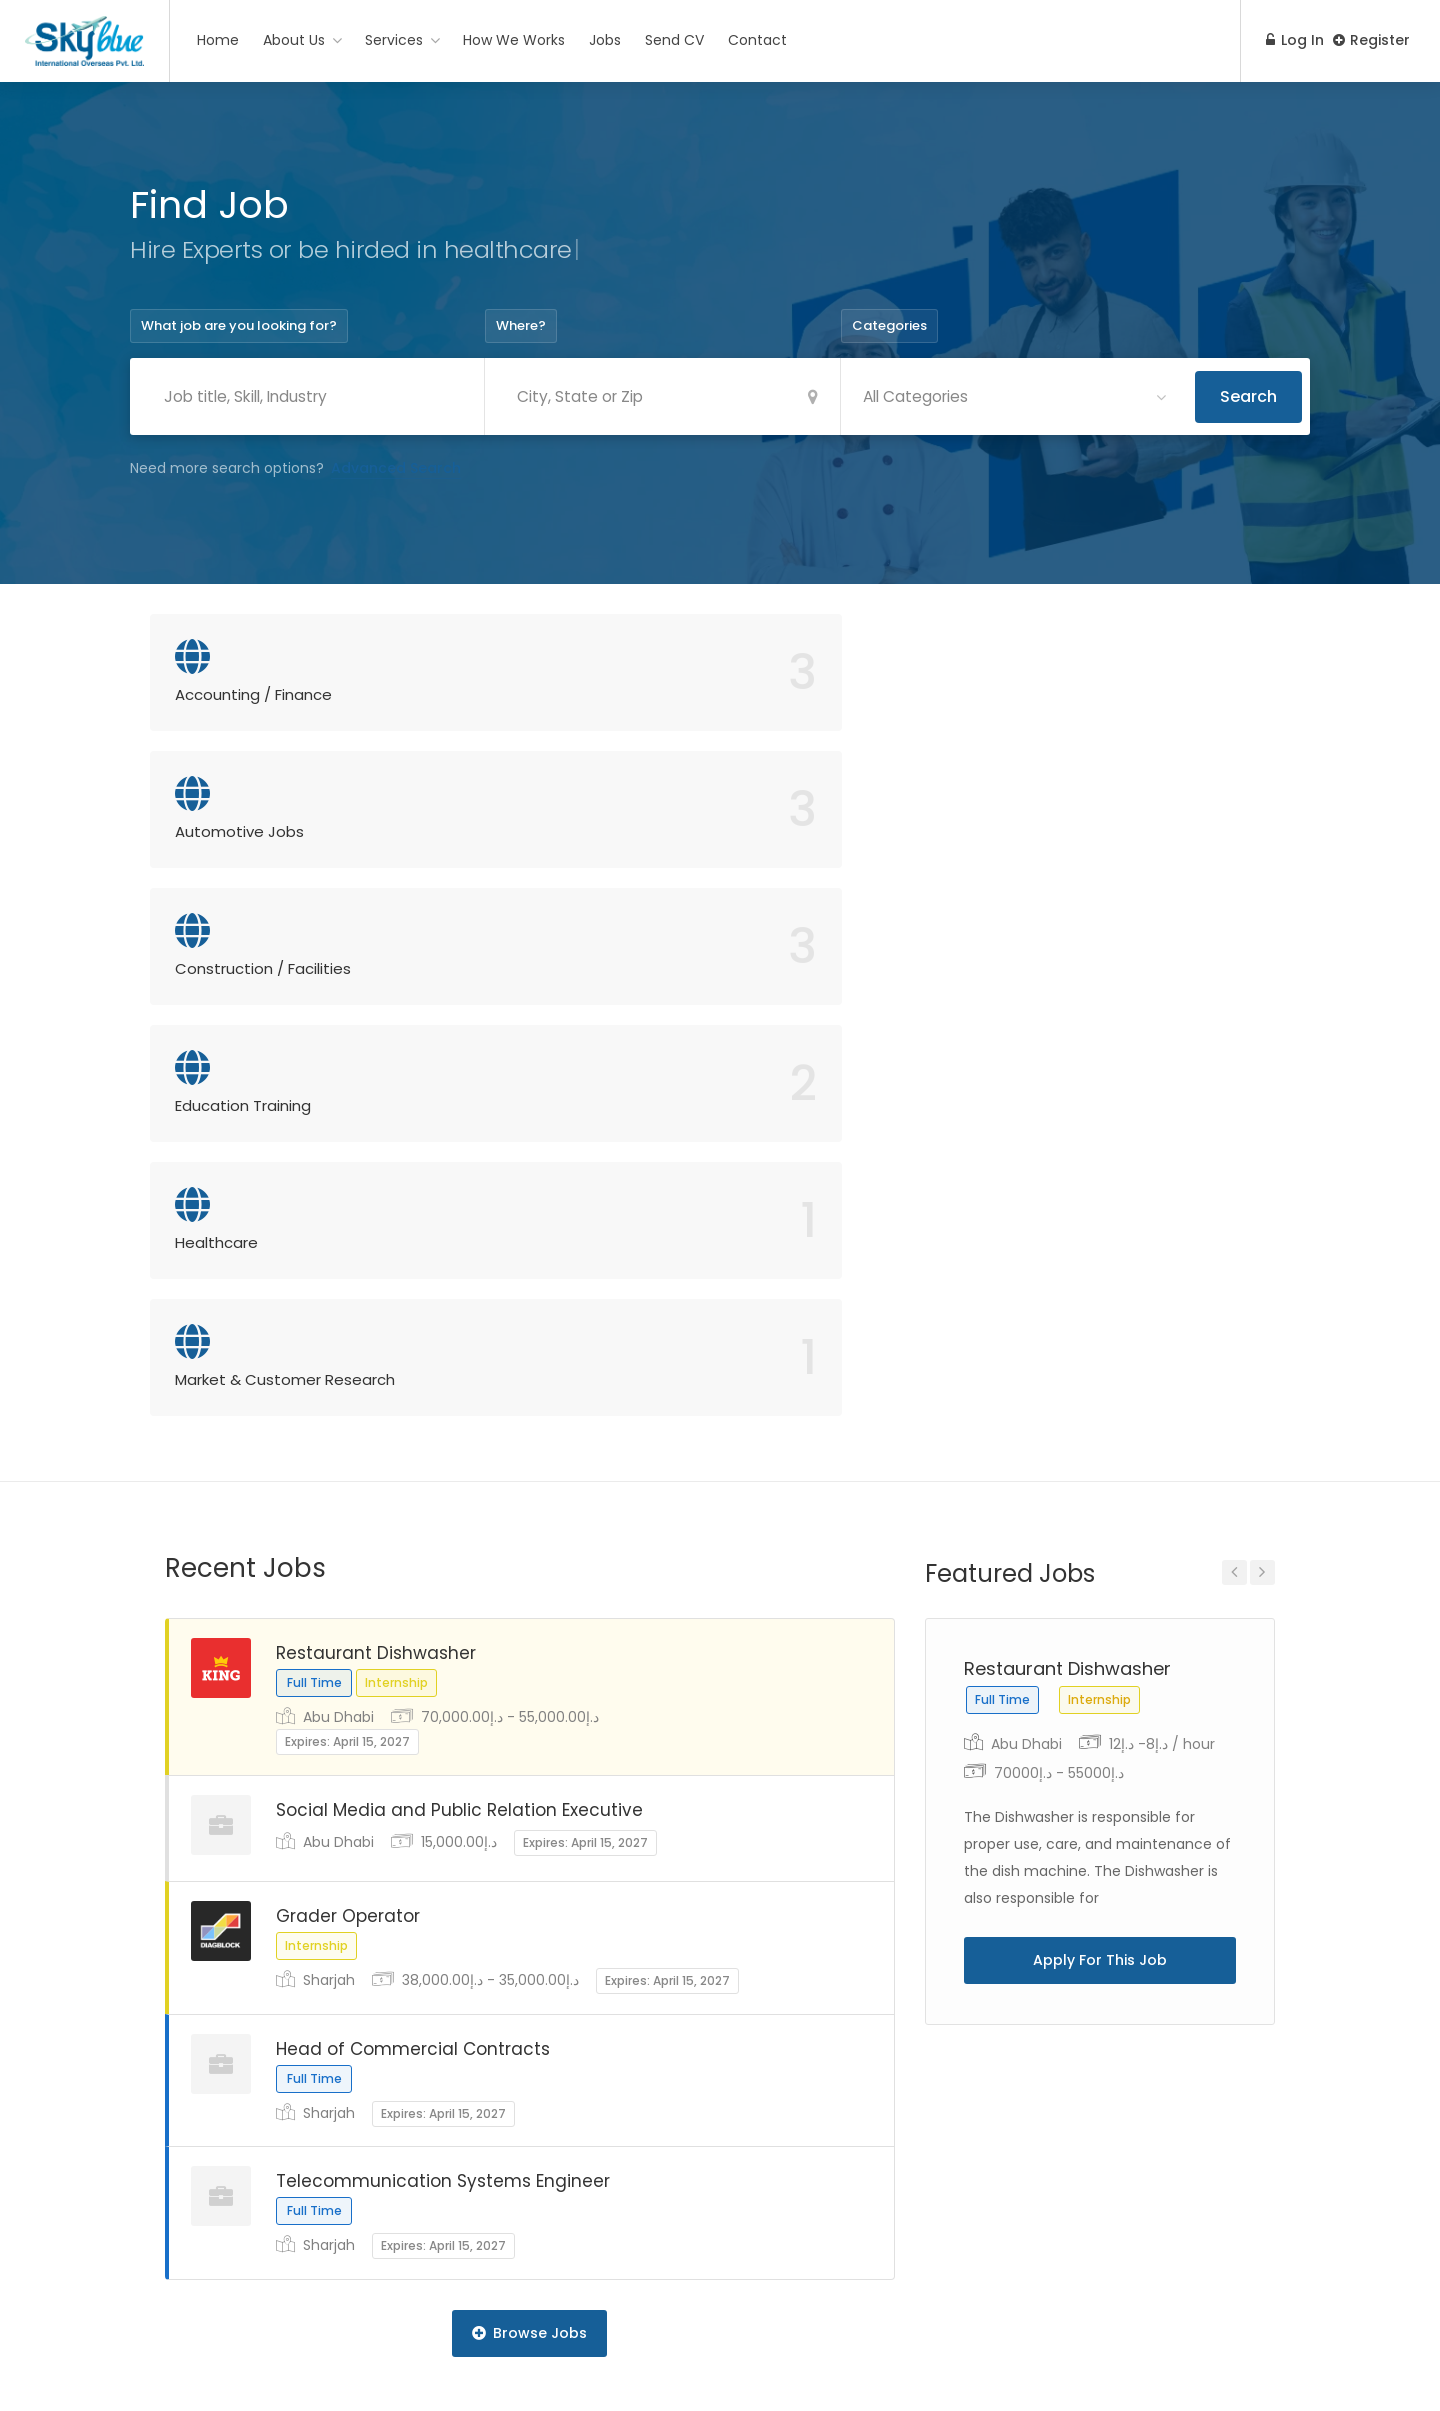 Skyblue
International Overseas Pvt. Ltd.
Home About Us Services How We Works Jobs Send CV Contact
Log In Register
Find Job
Hire Experts or be hirded in healthcare|
What job are you looking for? Where? Categories
Job title, Skill, Industry City, State or Zip All Categories Search
Need more search options?
Accounting / Finance
3
Automotive Jobs
3
Construction / Facilities
3
Education Training
2
Healthcare
1
Market & Customer Research
1
Recent Jobs
Restaurant Dishwasher
Full Time Internship
Abu Dhabi 70,000.00د.إ - 55,000.00د.إ
Expires: April 15, 2027
Social Media and Public Relation Executive
Abu Dhabi 15,000.00د.إ Expires: April 15, 2027
Grader Operator
Internship
Sharjah 38,000.00د.إ - 35,000.00د.إ Expires: April 15, 2027
Head of Commercial Contracts
Full Time
Sharjah Expires: April 15, 2027
Telecommunication Systems Engineer
Full Time
Sharjah Expires: April 15, 2027
KING
DIAGBLOCK
Browse Jobs
Featured Jobs
Restaurant Dishwasher
Full Time Internship
Abu Dhabi 12د.إ -8د.إ / hour
70000د.إ - 55000د.إ
The Dishwasher is responsible for
proper use, care, and maintenance of
the dish machine. The Dishwasher is
also responsible for
Apply For This Job